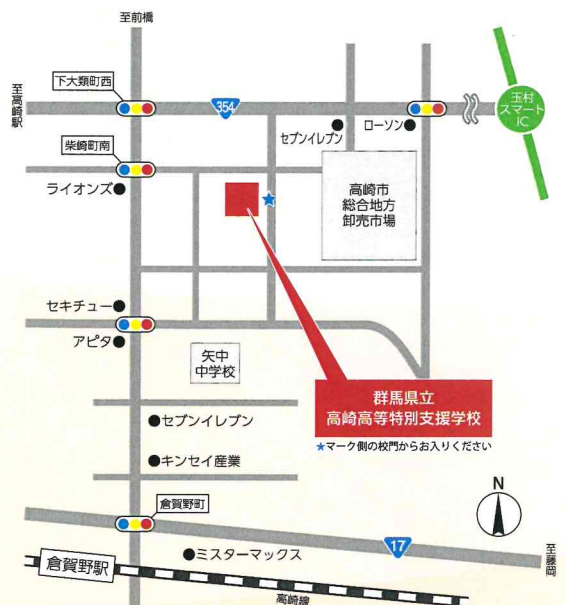 至前橋
下大類町西
至高崎駅
354
玉村
スマート
IC
セブンイレブン
ローソン
柴崎町南
ライオンズ
★
高崎市
総合地方
卸売市場
セキチュー
アピタ
矢中
中学校
群馬県立
高崎高等特別支援学校
★マーク側の校門からお入りください
セブンイレブン
キンセイ産業
N
倉賀野町
17
至藤岡
ミスターマックス
倉賀野駅
高崎線